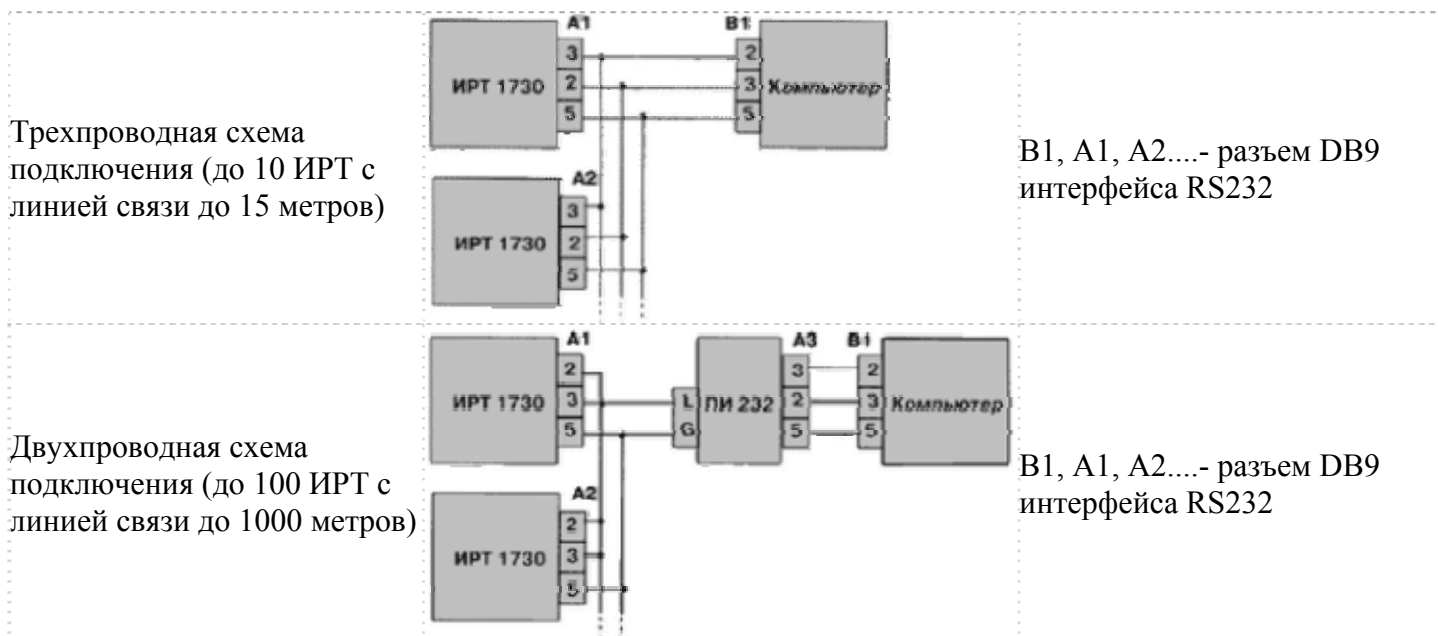 Трехпроводная схема
подключения (до 10 ИРТ с
линией связи до 15 метров)
A1
B1
3
2
5
ИРТ 1730
2
3
5
Компьютер
A2
3
2
5
ИРТ 1730
B1, A1, A2....- разъем DB9
интерфейса RS232
Двухпроводная схема
подключения (до 100 ИРТ с
линией связи до 1000 метров)
A1
A3
B1
2
3
5
ИРТ 1730
L
G
ПИ 232
3
2
5
2
3
5
Компьютер
A2
2
3
5
ИРТ 1730
B1, A1, A2....- разъем DB9
интерфейса RS232